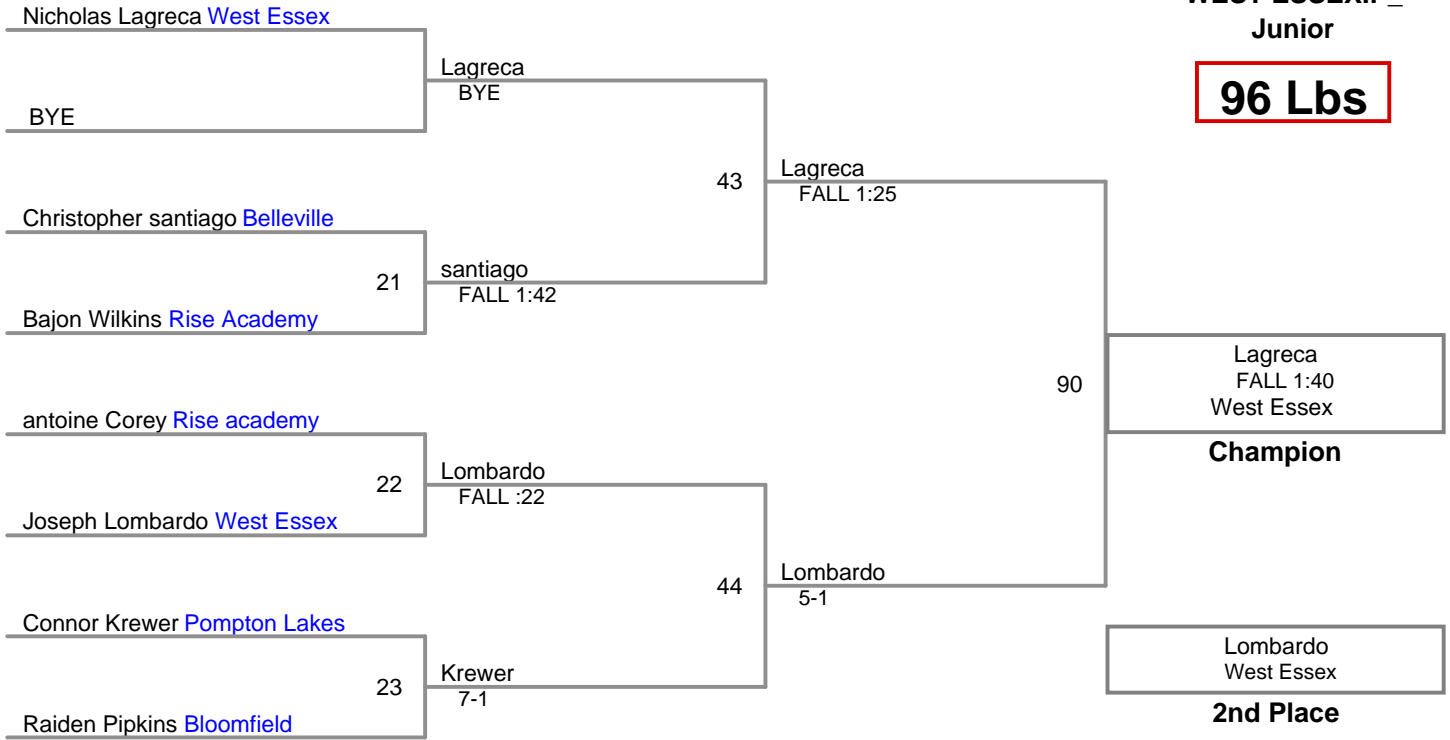 Junior
96 Lbs
Nicholas Lagreca West Essex
Lagreca
BYE
BYE
43
Lagreca
FALL 1:25
Christopher santiago Belleville
21
santiago
FALL 1:42
Bajon Wilkins Rise Academy
90
Lagreca
FALL 1:40
West Essex
Champion
antoine Corey Rise academy
22
Lombardo
FALL :22
Joseph Lombardo West Essex
44
Lombardo
5-1
Connor Krewer Pompton Lakes
23
Krewer
7-1
Raiden Pipkins Bloomfield
Lombardo
West Essex
2nd Place